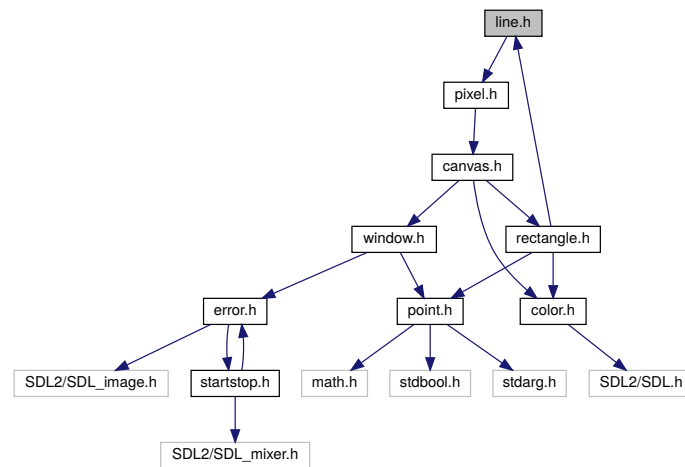 line.h
pixel.h
canvas.h
window.h
rectangle.h
error.h
point.h
color.h
SDL2/SDL_image.h
startstop.h
math.h
stdbool.h
stdarg.h
SDL2/SDL.h
SDL2/SDL_mixer.h